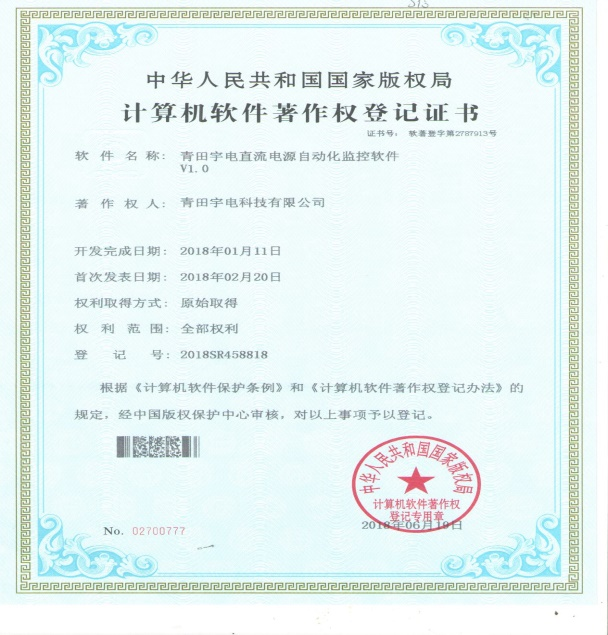 中华人民共和国国家版权局
计算机软件著作权登记证书
证书号： 软著登字第2787913号
软件名称： 青田宇电直流电源自动化监控软件
V1.0
著作权人： 青田宇电科技有限公司
开发完成日期： 2018年01月11日
首次发表日期： 2018年02月20日
权利取得方式： 原始取得
权利范围： 全部权利
登记号： 2018SR458818
根据《计算机软件保护条例》和《计算机软件著作权登记办法》的
规定，经中国版权保护中心审核，对以上事项予以登记。
中华人民共和国国家版权局
计算机软件著作权
登记专用章
2018年06月19日
No. 02700777